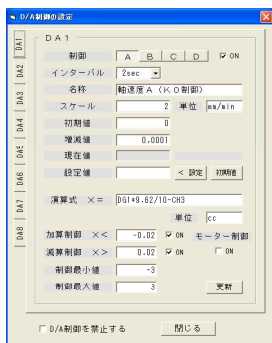 D/A制御の設定
DA1
DA2
DA3
DA4
DA5
DA6
DA7
DA8
DA1
制御 A B C D ON
インターバル 2sec
名称 軸速度A（K0制御）
スケール 2 単位 mm/min
初期値 0
増減値 0.0001
現在値
設定値 < 設定 初期値
演算式 X= DG1*9.62/10-CH3
単位 cc
加算制御 X< -0.02 ON モーター制御
減算制御 X> 0.02 ON ON
制御最小値 -3
制御最大値 3 更新
D/A制御を禁止する 閉じる